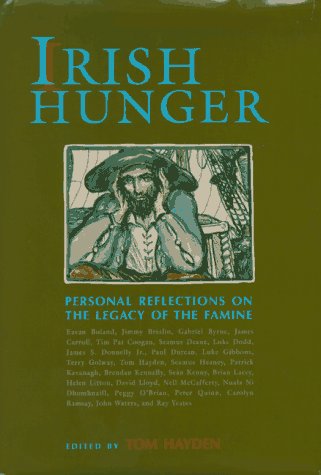 IRISH
HUNGER
PERSONAL REFLECTIONS ON
THE LEGACY OF THE FAMINE
Eavan Boland, Jimmy Breslin, Gabriel Byrne, James
Carroll, Tim Pat Coogan, Seamus Deane, Luke Dodd,
James S. Donnelly Jr., Paul Durcan, Luke Gibbons,
Terry Golway, Tom Hayden, Seamus Heaney, Patrick
Kavanagh, Brendan Kennelly, Sean Kenny, Brian Lacey,
Helen Litton, David Lloyd, Nell McCafferty, Nuala Ní
Dhomhnaill, Peggy O'Brian, Peter Quinn, Carolyn
Ramsay, John Waters, and Ray Yeates
EDITED BY TOM HAYDEN